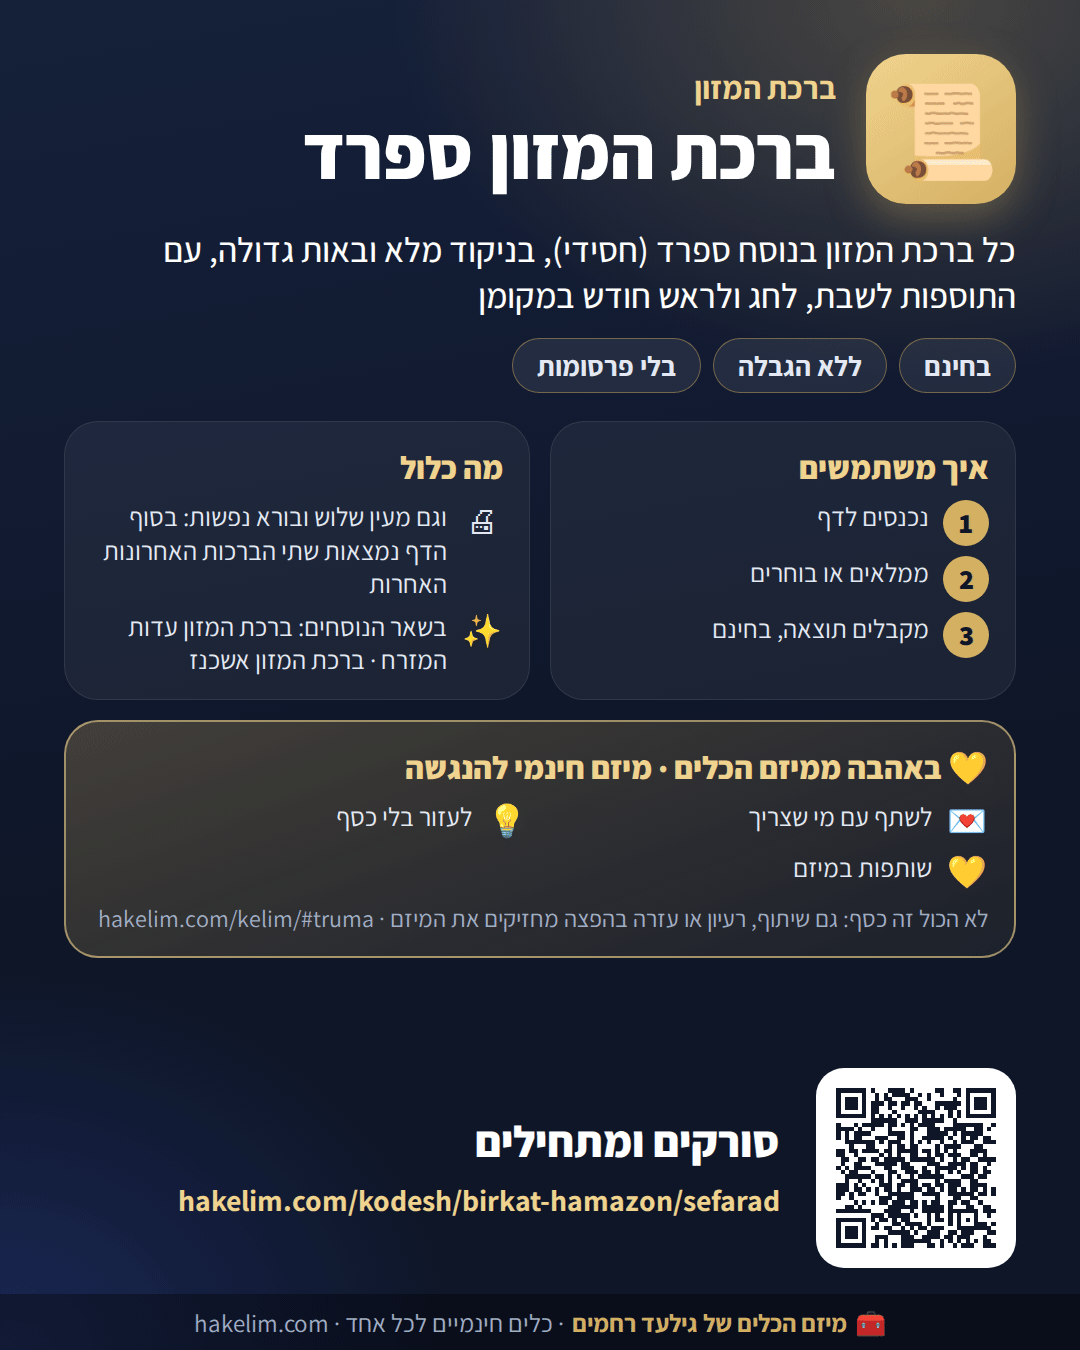 ברכת המזון
ברכת המזון ספרד
כל ברכת המזון בנוסח ספרד (חסידי), בניקוד מלא ובאות גדולה, עם
התוספות לשבת, לחג ולראש חודש במקומן
בחינם
ללא הגבלה
בלי פרסומות
איך משתמשים
1 נכנסים לדף
2 ממלאים או בוחרים
3 מקבלים תוצאה, בחינם
מה כלול
וגם מעין שלוש ובורא נפשות: בסוף
הדף נמצאות שתי הברכות האחרונות
האחרות
בשאר הנוסחים: ברכת המזון עדות
המזרח · ברכת המזון אשכנז
באהבה ממיזם הכלים · מיזם חינמי להנגשה
לשתף עם מי שצריך
לעזור בלי כסף
שותפות במיזם
לא הכול זה כסף: גם שיתוף, רעיון או עזרה בהפצה מחזיקים את המיזם · hakelim.com/kelim/#truma
סורקים ומתחילים
hakelim.com/kodesh/birkat-hamazon/sefarad
מיזם הכלים של גילעד רחמים · כלים חינמיים לכל אחד · hakelim.com